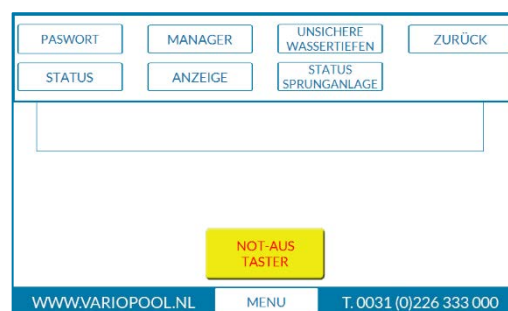 PASWORT
MANAGER
UNSICHERE
WASSERTIEFEN
ZURÜCK
STATUS
ANZEIGE
STATUS
SPRUNGANLAGE
NOT-AUS
TASTER
WWW.VARIOPOOL.NL
MENU
T. 0031 (0)226 333 000